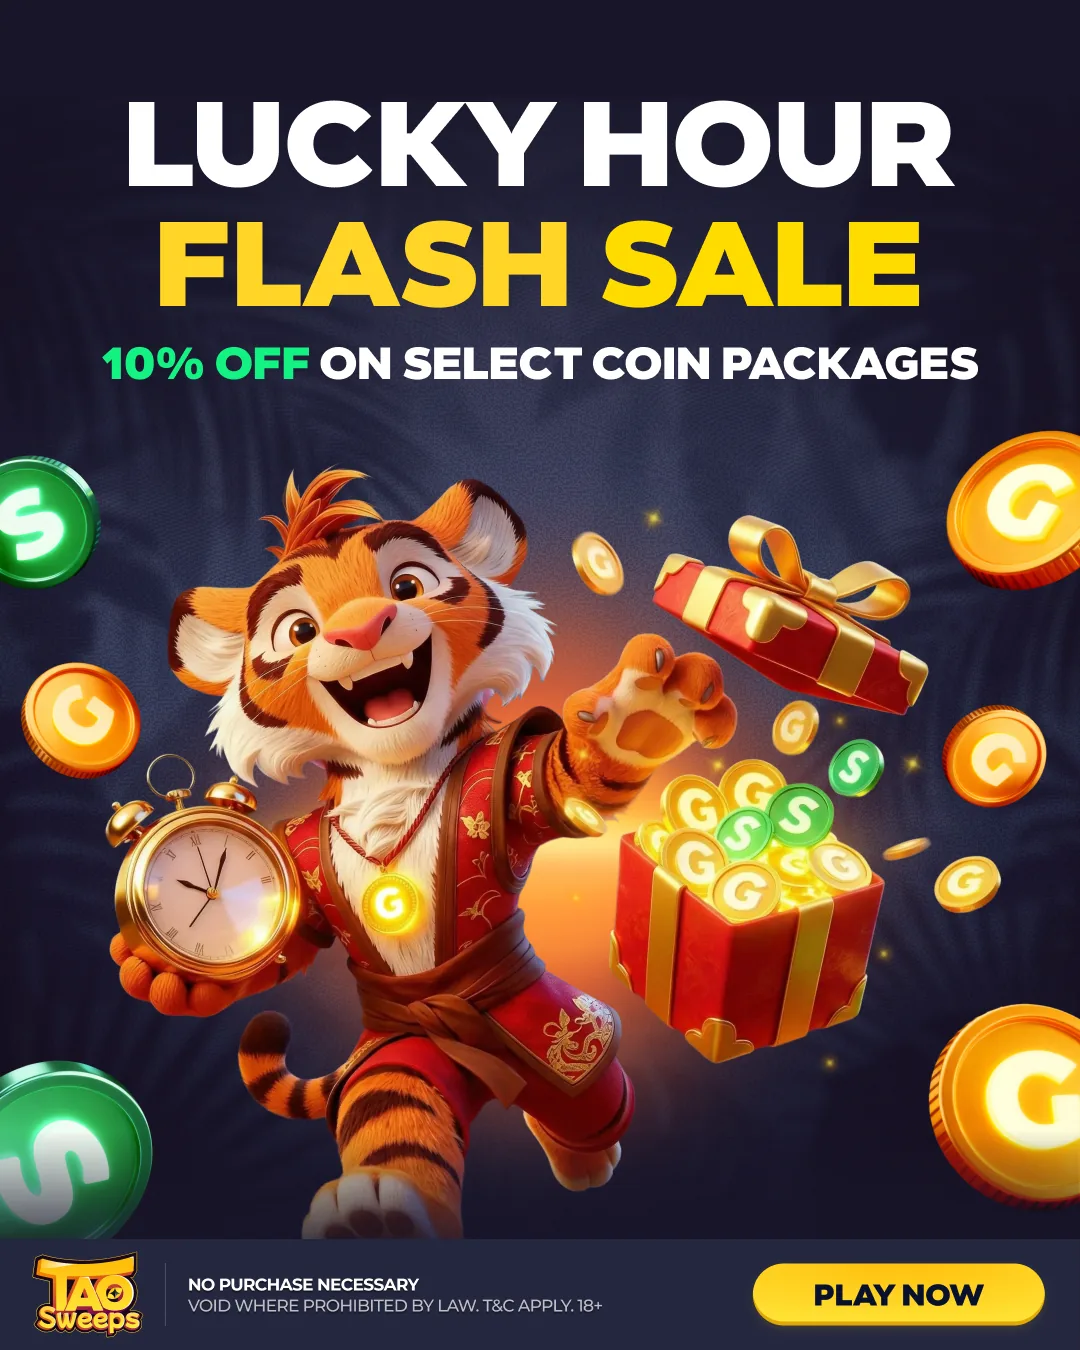 LUCKY HOUR
FLASH SALE
10% OFF ON SELECT COIN PACKAGES
S
G
G
G
G
S
G
G
G
S
S
G
G
G
G
G
S
G
TAO
Sweeps
NO PURCHASE NECESSARY
VOID WHERE PROHIBITED BY LAW. T&C APPLY. 18+
PLAY NOW